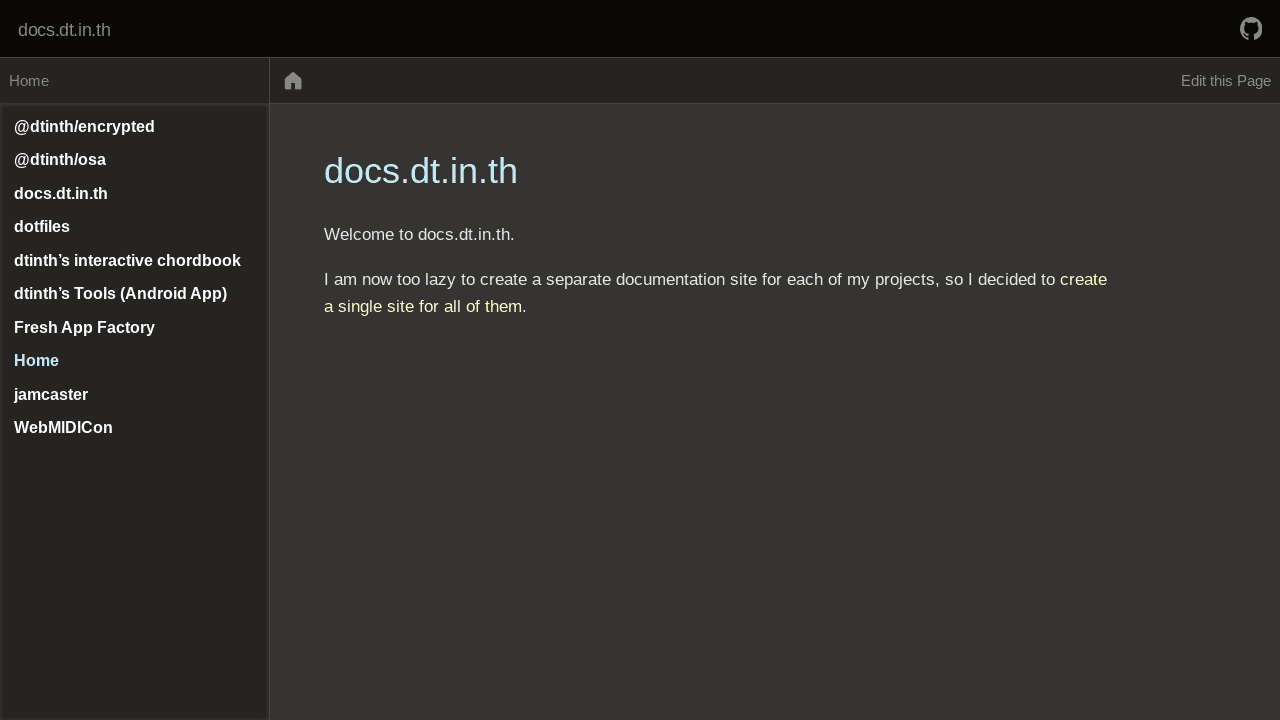 docs.dt.in.th
Home
Edit this Page
@dtinth/encrypted
@dtinth/osa
docs.dt.in.th
dotfiles
dtinth’s interactive chordbook
dtinth’s Tools (Android App)
Fresh App Factory
Home
jamcaster
WebMIDICon
docs.dt.in.th
Welcome to docs.dt.in.th.
I am now too lazy to create a separate documentation site for each of my projects, so I decided to create
a single site for all of them.